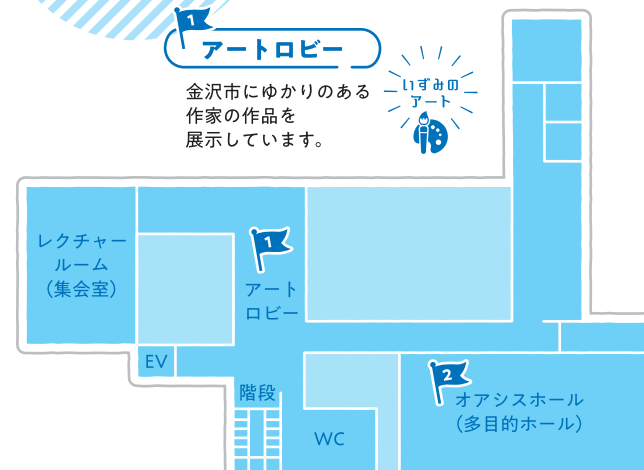 1
アートロビー
金沢市にゆかりのある
作家の作品を
展示しています。
いずみの
アート
レクチャー
ルーム
（集会室）
1
アート
ロビー
EV
階段
WC
2
オアシスホール
（多目的ホール）